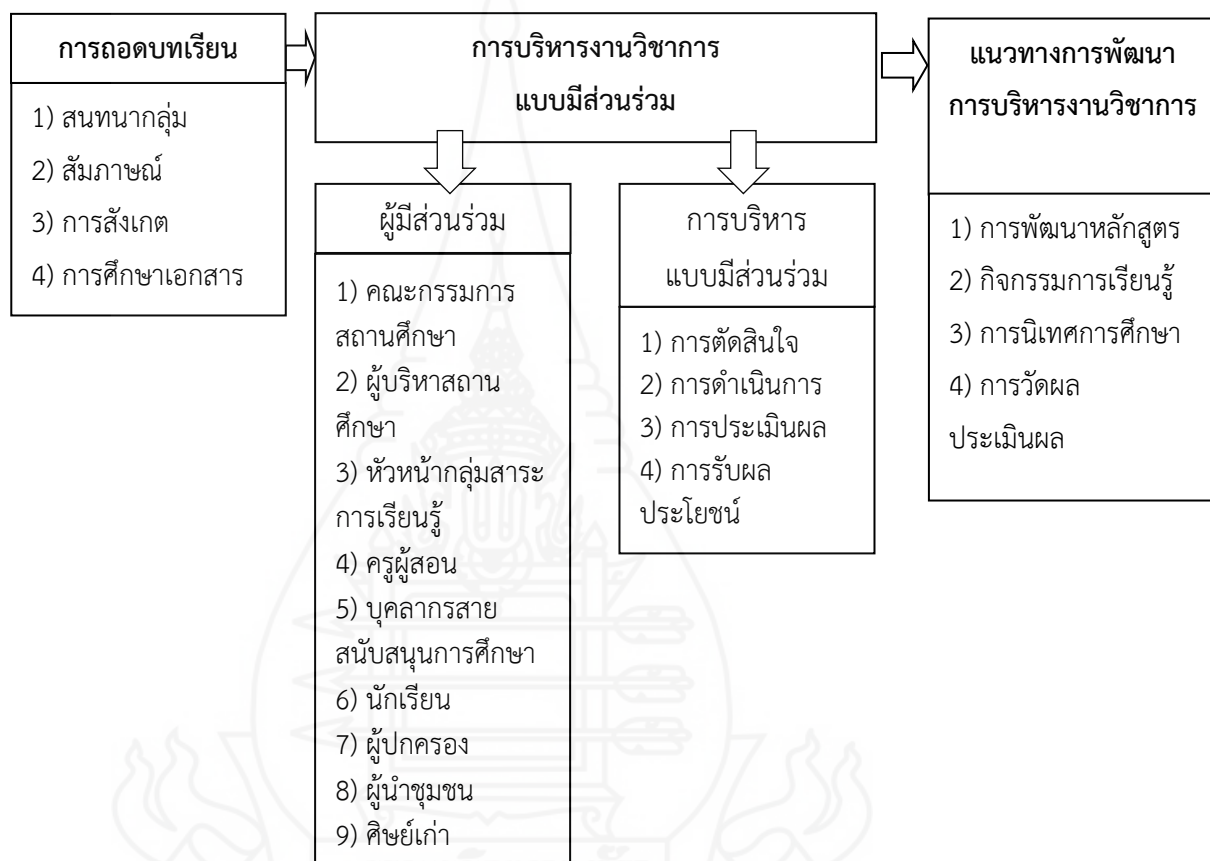 การถอดบทเรียน
1) สนทนากลุ่ม
2) สัมภาษณ์
3) การสังเกต
4) การศึกษาเอกสาร
การบริหารงานวิชาการ
แบบมีส่วนร่วม
ผู้มีส่วนร่วม
1) คณะกรรมการ
สถานศึกษา
2) ผู้บริหาสถาน
ศึกษา
3) หัวหน้ากลุ่มสาระ
การเรียนรู้
4) ครูผู้สอน
5) บุคลากรสาย
สนับสนุนการศึกษา
6) นักเรียน
7) ผู้ปกครอง
8) ผู้นำชุมชน
9) ศิษย์เก่า
การบริหาร
แบบมีส่วนร่วม
1) การตัดสินใจ
2) การดำเนินการ
3) การประเมินผล
4) การรับผล
ประโยชน์
แนวทางการพัฒนา
การบริหารงานวิชาการ
1) การพัฒนาหลักสูตร
2) กิจกรรมการเรียนรู้
3) การนิเทศการศึกษา
4) การวัดผล
ประเมินผล